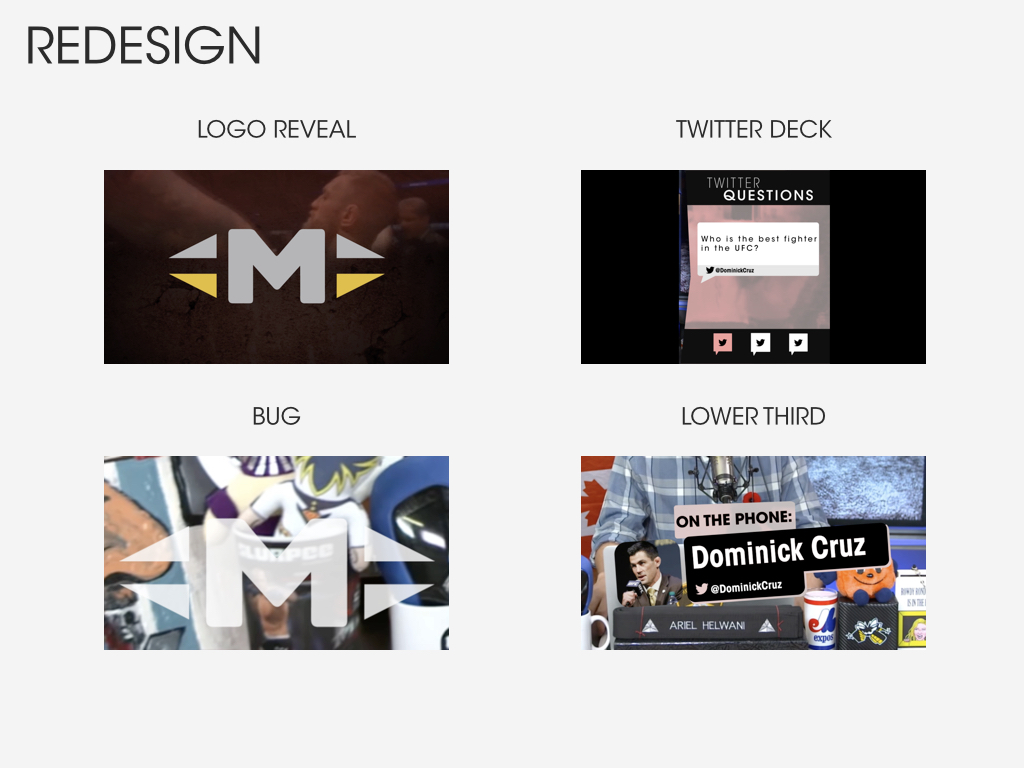 REDESIGN
LOGO REVEAL
TWITTER DECK
M
TWITTER
QUESTIONS
Who is the best fighter
in the UFC?
@DominickCruz
BUG
LOWER THIRD
SLURPEE
M
ON THE PHONE:
Dominick Cruz
@DominickCruz
ARIEL HELWANI
expos